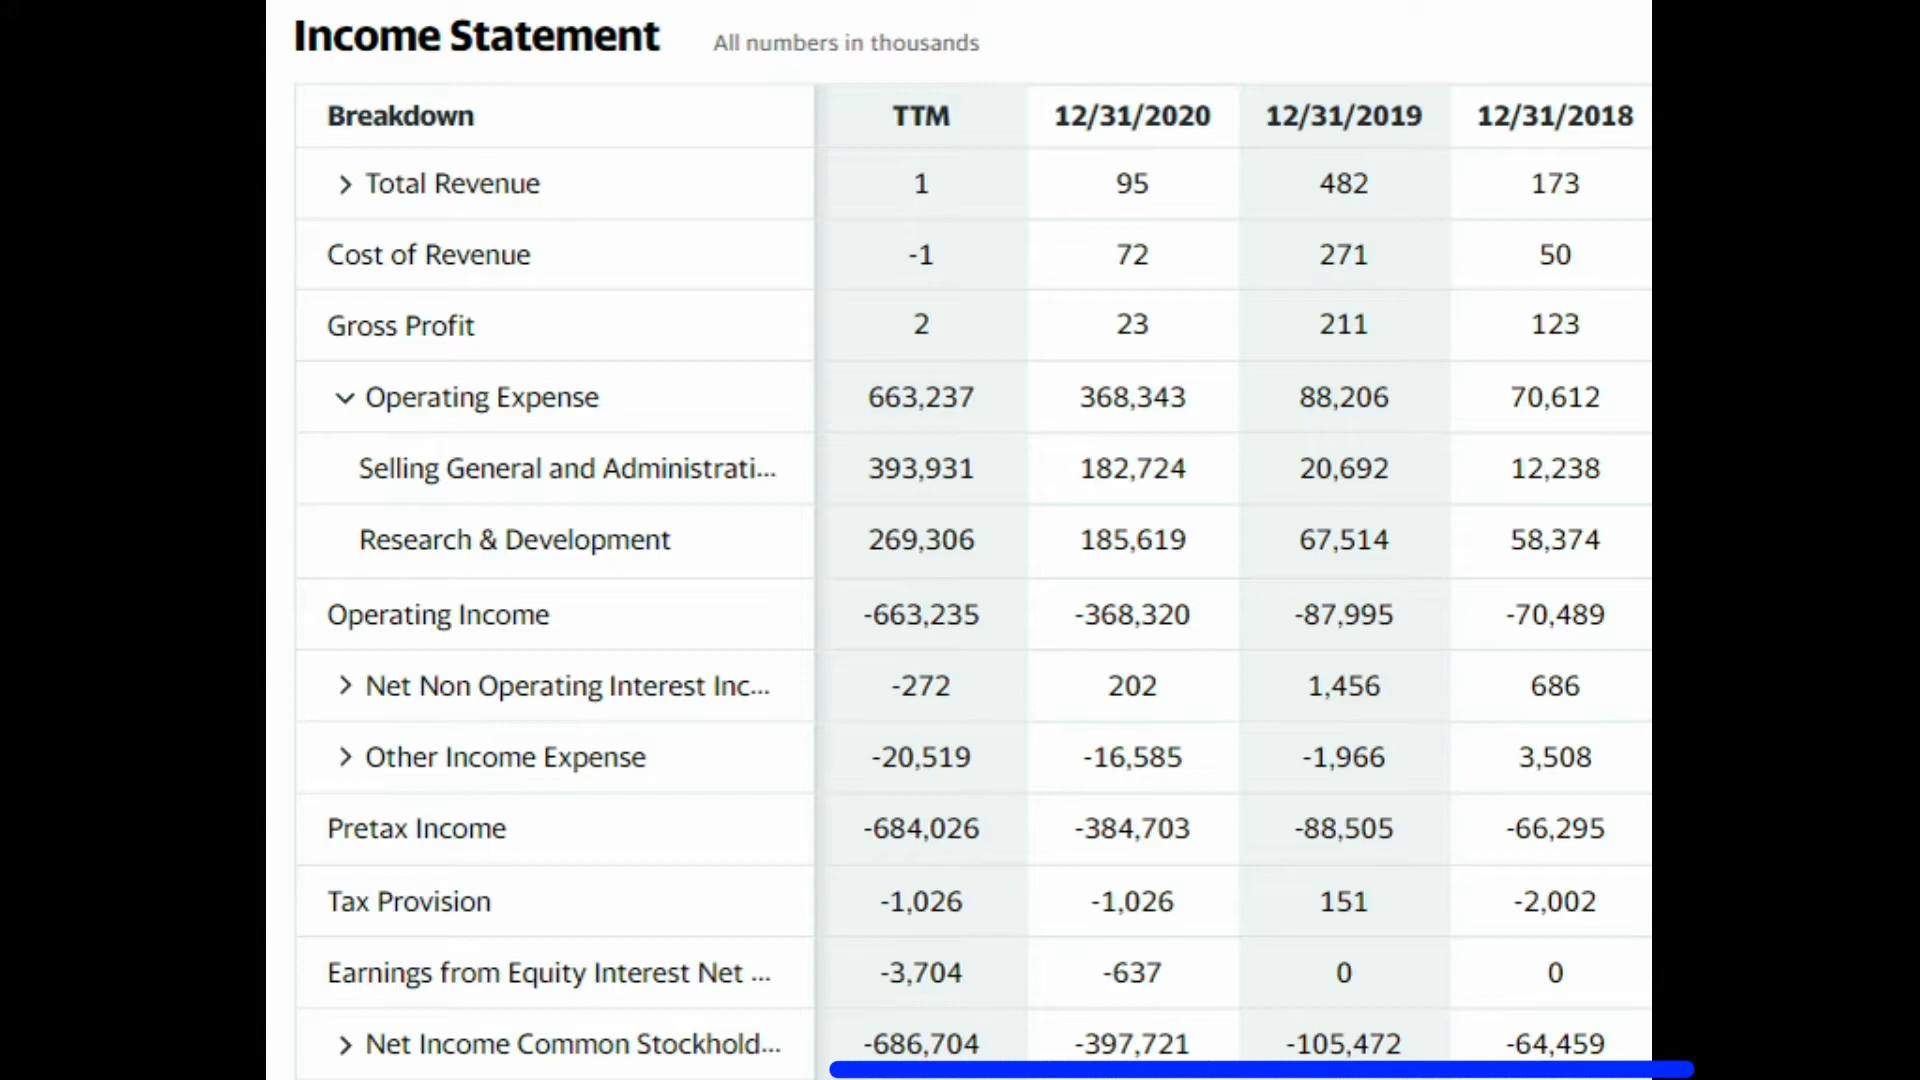 Income Statement All numbers in thousands
Breakdown TTM 12/31/2020 12/31/2019 12/31/2018
Total Revenue 1 95 482 173
Cost of Revenue -1 72 271 50
Gross Profit 2 23 211 123
Operating Expense 663,237 368,343 88,206 70,612
Selling General and Administrati... 393,931 182,724 20,692 12,238
Research & Development 269,306 185,619 67,514 58,374
Operating Income -663,235 -368,320 -87,995 -70,489
Net Non Operating Interest Inc... -272 202 1,456 686
Other Income Expense -20,519 -16,585 -1,966 3,508
Pretax Income -684,026 -384,703 -88,505 -66,295
Tax Provision -1,026 -1,026 151 -2,002
Earnings from Equity Interest Net ... -3,704 -637 0 0
Net Income Common Stockhold... -686,704 -397,721 -105,472 -64,459